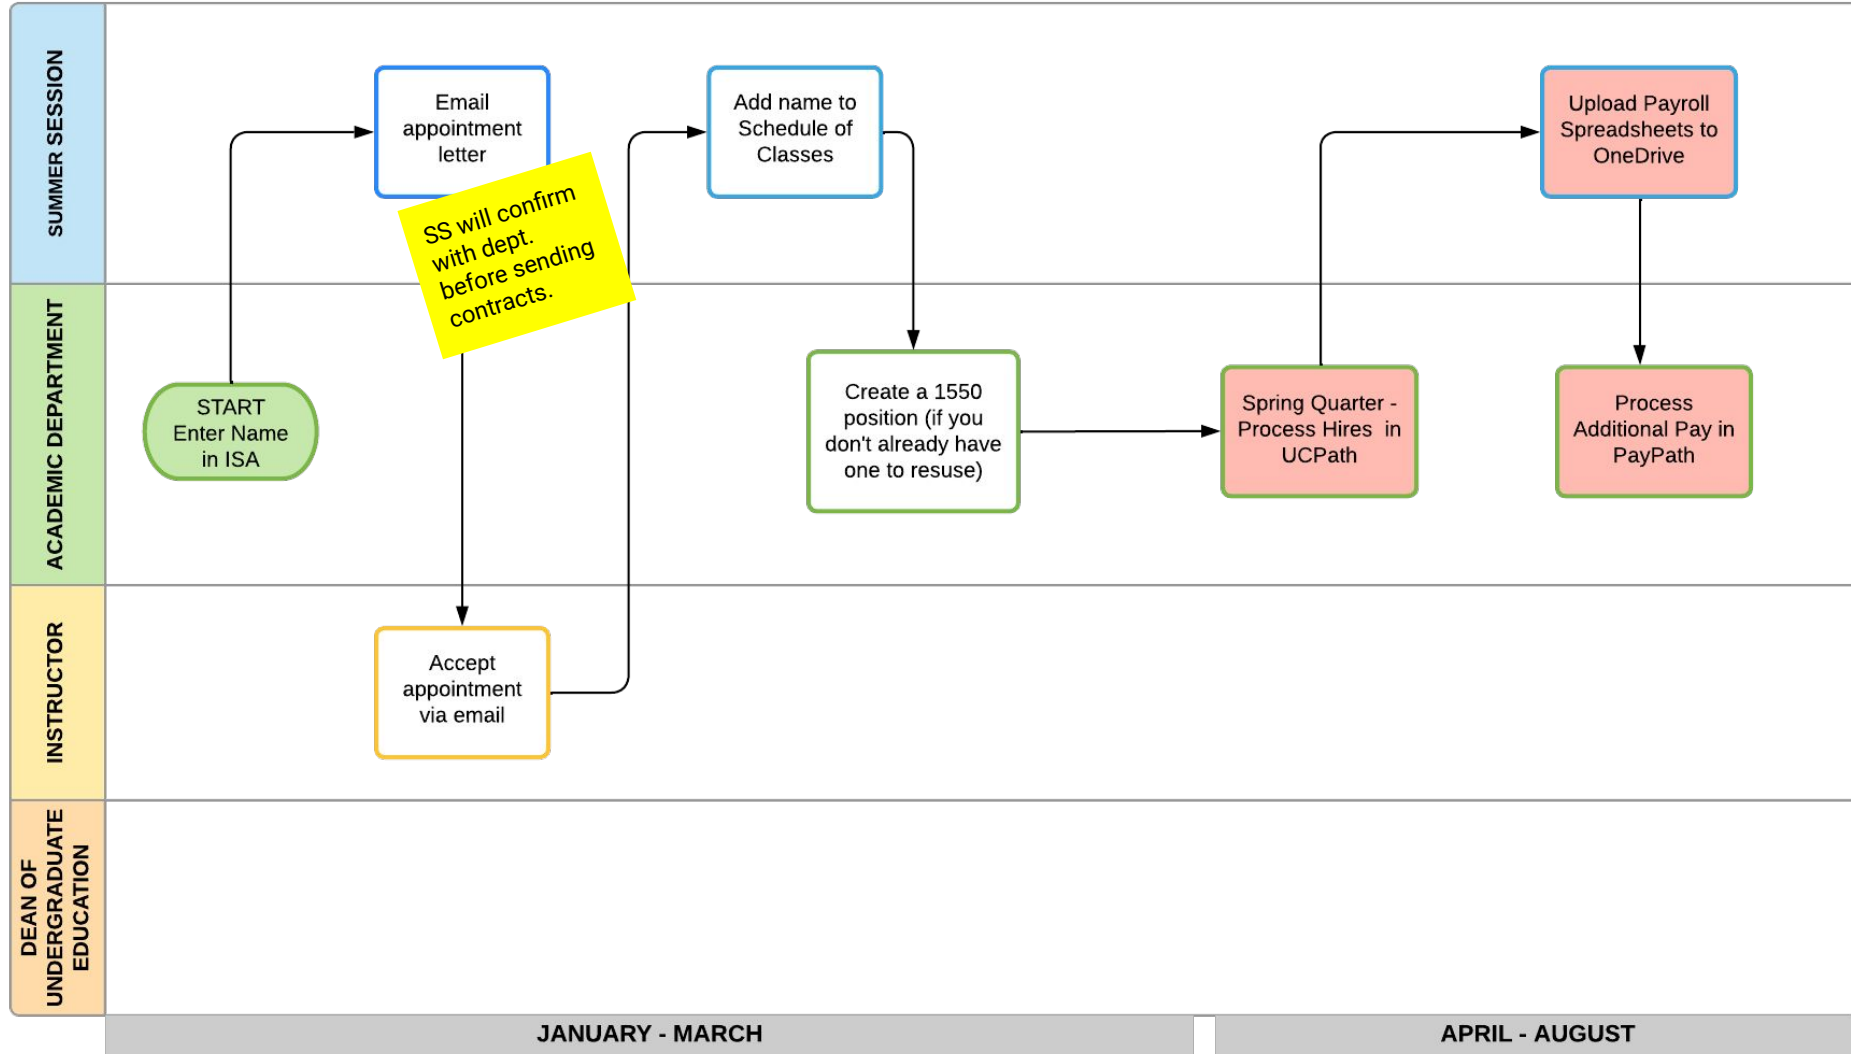 SUMMER SESSION
Email
appointment
letter
Add name to
Schedule of
Classes
Upload Payroll
Spreadsheets to
OneDrive
SS will confirm
with dept.
before sending
contracts.
ACADEMIC DEPARTMENT
START
Enter Name
in ISA
Create a 1550
position (if you
don't already have
one to resuse)
Spring Quarter -
Process Hires in
UCPath
Process
Additional Pay in
PayPath
INSTRUCTOR
Accept
appointment
via email
DEAN OF
UNDERGRADUATE
EDUCATION
JANUARY - MARCH
APRIL - AUGUST